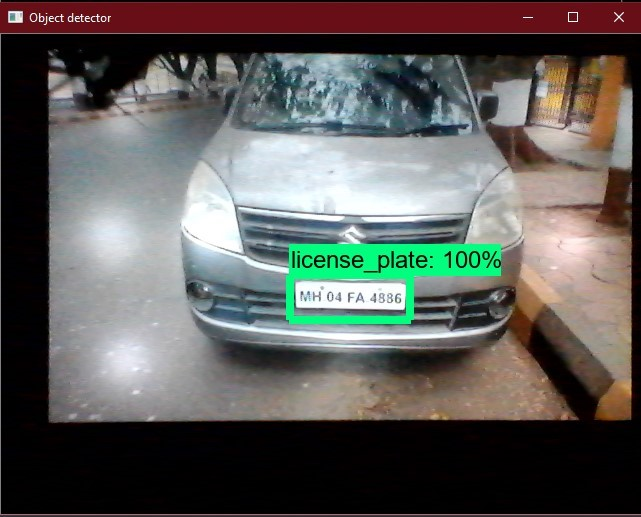 Object detector
license_plate: 100%
MH 04 FA 4886